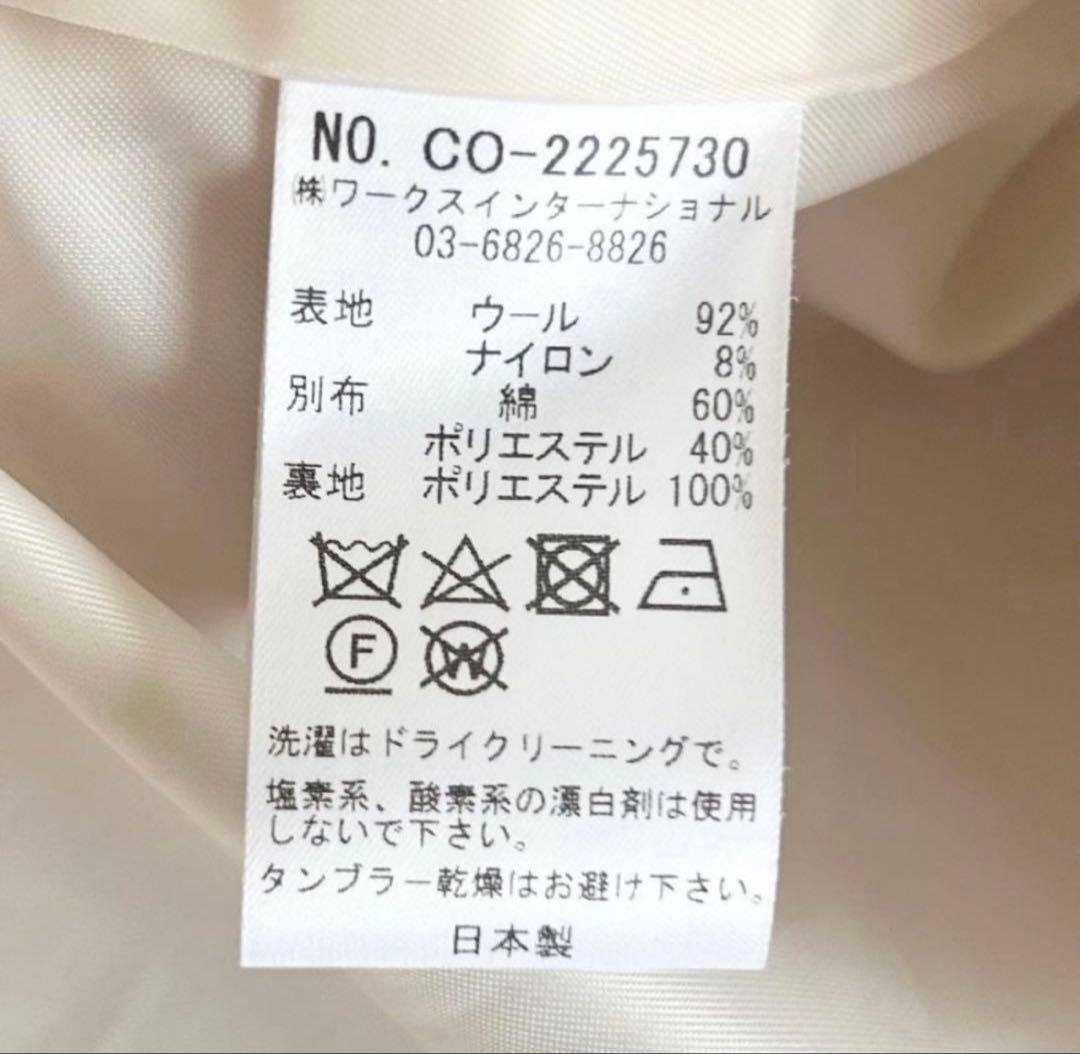 NO. CO-2225730
㈱ワークスインターナショナル
03-6826-8826
表地 ウール 92%
ナイロン 8%
別布 綿 60%
ポリエステル 40%
裏地 ポリエステル 100%
F W
洗濯はドライクリーニングで。
塩素系、酸素系の漂白剤は使用
しないで下さい。
タンブラー乾燥はお避け下さい。
日本製